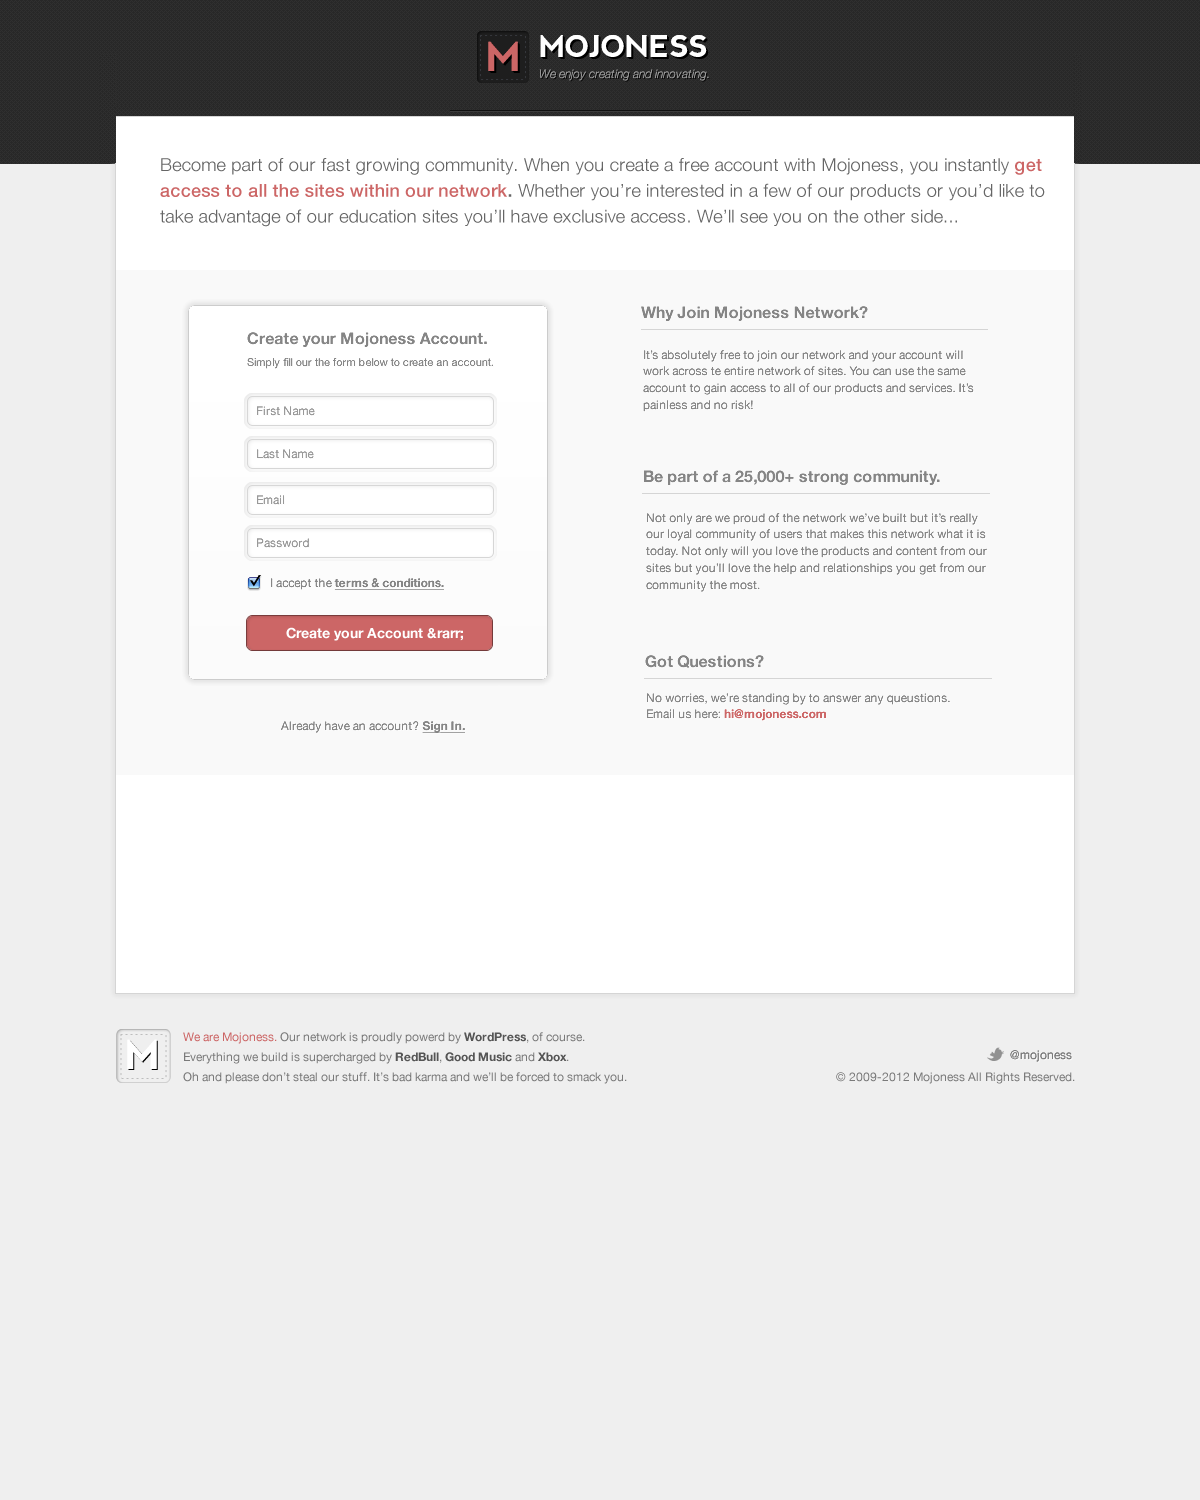 M MOJONESS
We enjoy creating and innovating.
Become part of our fast growing community. When you create a free account with Mojoness, you instantly get
access to all the sites within our network. Whether you're interested in a few of our products or you'd like to
take advantage of our education sites you'll have exclusive access. We'll see you on the other side...
Create your Mojoness Account.
Simply fill our the form below to create an account.
First Name
Last Name
Email
Password
I accept the terms & conditions.
Create your Account &rarr;
Already have an account? Sign In.
Why Join Mojoness Network?
It's absolutely free to join our network and your account will
work across te entire network of sites. You can use the same
account to gain access to all of our products and services. It's
painless and no risk!
Be part of a 25,000+ strong community.
Not only are we proud of the network we've built but it's really
our loyal community of users that makes this network what it is
today. Not only will you love the products and content from our
sites but you'll love the help and relationships you get from our
community the most.
Got Questions?
No worries, we're standing by to answer any queustions.
Email us here: hi@mojoness.com
M
We are Mojoness. Our network is proudly powerd by WordPress, of course.
Everything we build is supercharged by RedBull, Good Music and Xbox.
Oh and please don't steal our stuff. It's bad karma and we'll be forced to smack you.
@mojoness
© 2009-2012 Mojoness All Rights Reserved.